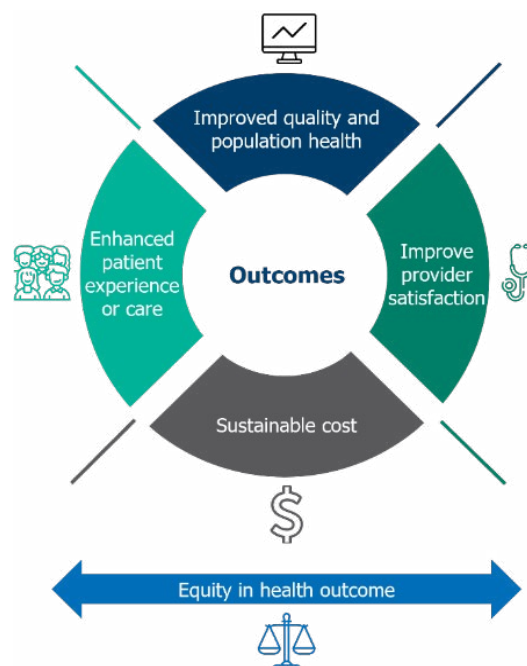 Improved quality and
population health
Enhanced
patient
experience
or care
Outcomes
Improve
provider
satisfaction
Sustainable cost
$
Equity in health outcome